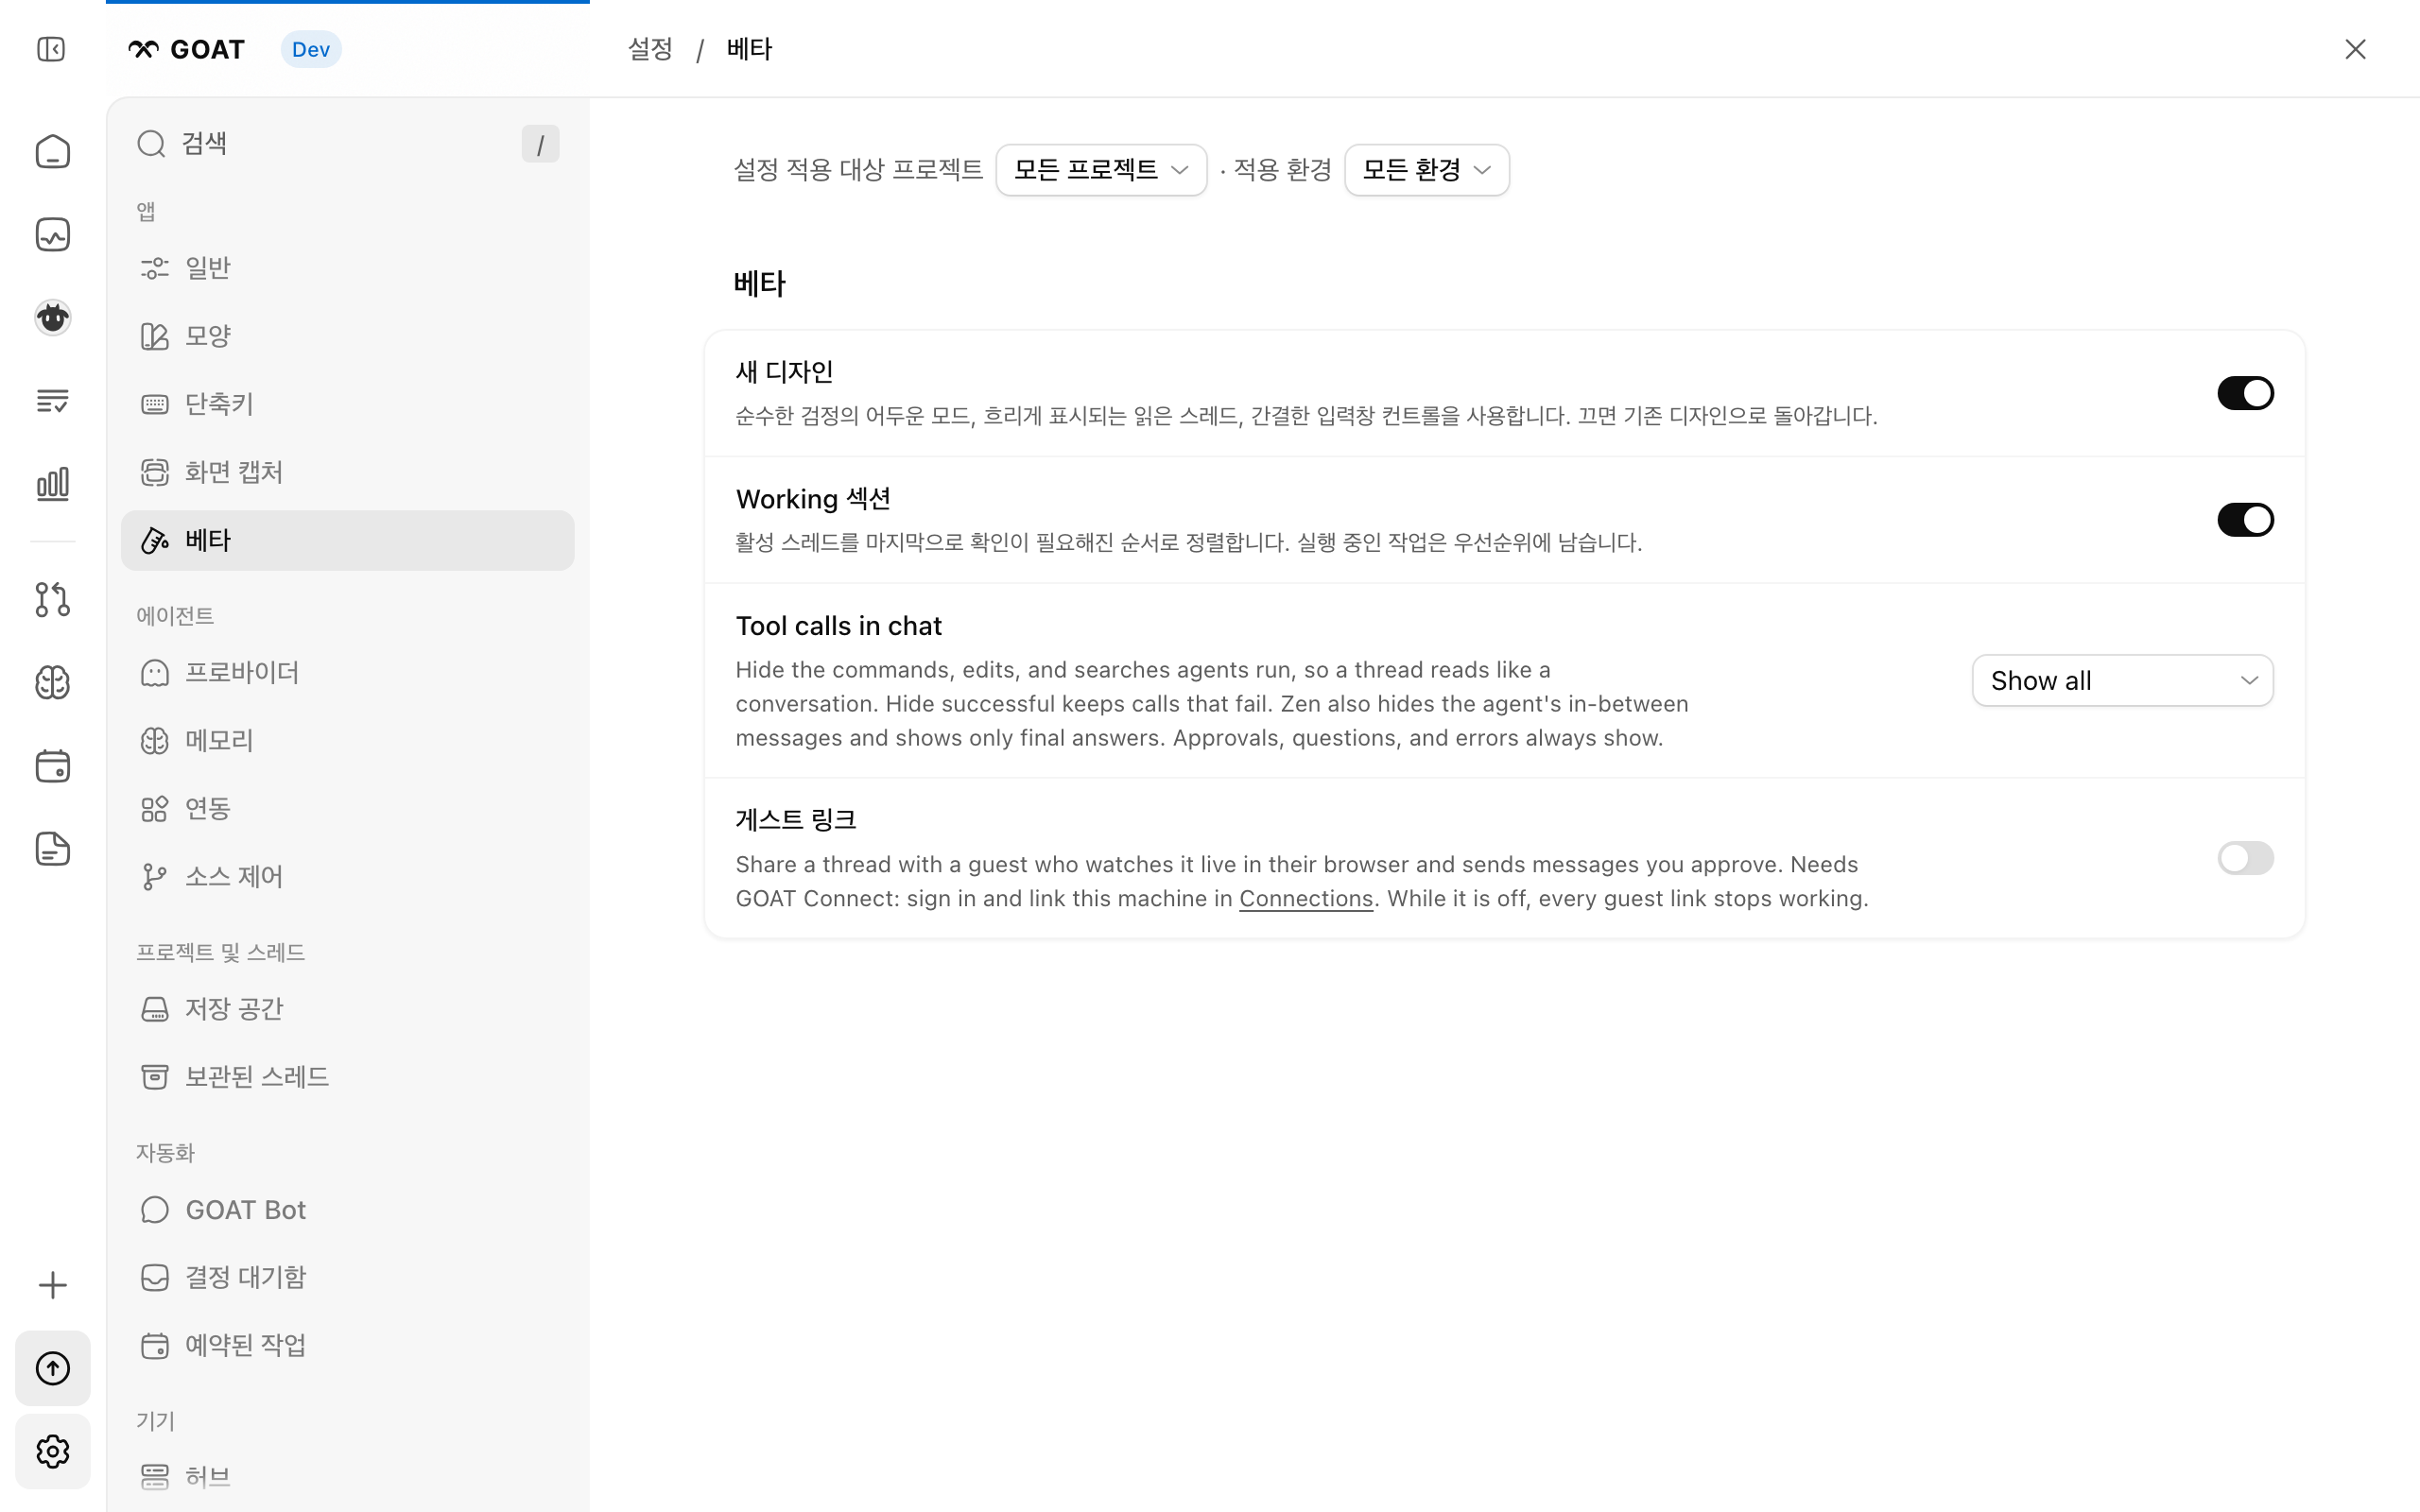 GOAT Dev
설정 / 베타
검색 /
앱
일반
모양
단축키
화면 캡처
베타
에이전트
프로바이더
메모리
연동
소스 제어
프로젝트 및 스레드
저장 공간
보관된 스레드
자동화
GOAT Bot
결정 대기함
예약된 작업
기기
허브
설정 적용 대상 프로젝트 모든 프로젝트 · 적용 환경 모든 환경
베타
새 디자인
순수한 검정의 어두운 모드, 흐리게 표시되는 읽은 스레드, 간결한 입력창 컨트롤을 사용합니다. 끄면 기존 디자인으로 돌아갑니다.
Working 섹션
활성 스레드를 마지막으로 확인이 필요해진 순서로 정렬합니다. 실행 중인 작업은 우선순위에 남습니다.
Tool calls in chat
Hide the commands, edits, and searches agents run, so a thread reads like a
conversation. Hide successful keeps calls that fail. Zen also hides the agent's in-between
messages and shows only final answers. Approvals, questions, and errors always show.
Show all
게스트 링크
Share a thread with a guest who watches it live in their browser and sends messages you approve. Needs
GOAT Connect: sign in and link this machine in Connections. While it is off, every guest link stops working.